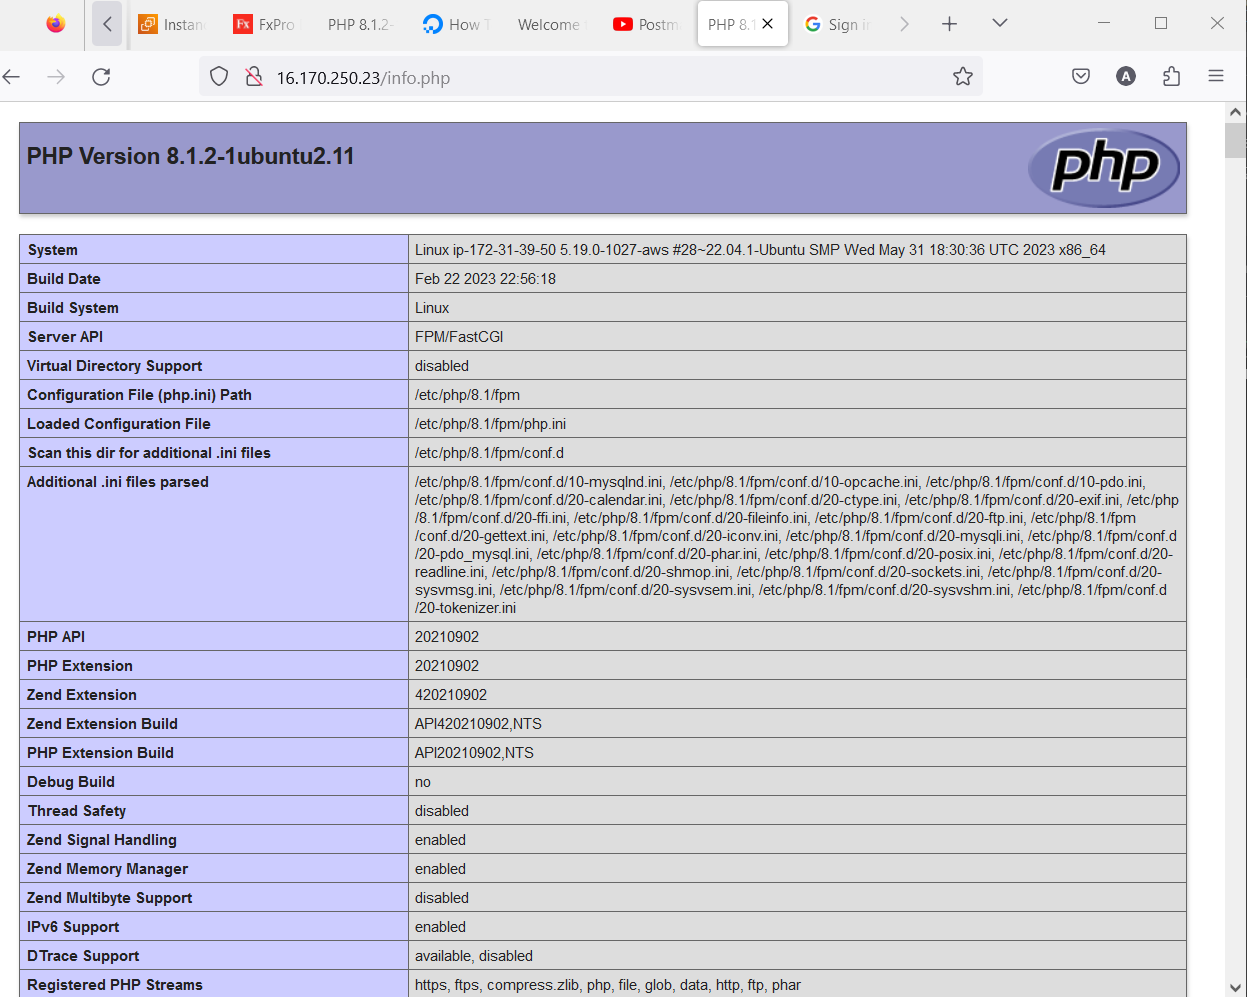 Instan
FxPro
PHP 8.1.2-
How T
Welcome
Postm
PHP 8.1
Sign in
16.170.250.23/info.php
A
PHP Version 8.1.2-1ubuntu2.11
php
System Linux ip-172-31-39-50 5.19.0-1027-aws #28~22.04.1-Ubuntu SMP Wed May 31 18:30:36 UTC 2023 x86_64
Build Date Feb 22 2023 22:56:18
Build System Linux
Server API FPM/FastCGI
Virtual Directory Support disabled
Configuration File (php.ini) Path /etc/php/8.1/fpm
Loaded Configuration File /etc/php/8.1/fpm/php.ini
Scan this dir for additional .ini files /etc/php/8.1/fpm/conf.d
Additional .ini files parsed /etc/php/8.1/fpm/conf.d/10-mysqlnd.ini, /etc/php/8.1/fpm/conf.d/10-opcache.ini, /etc/php/8.1/fpm/conf.d/10-pdo.ini,
/etc/php/8.1/fpm/conf.d/20-calendar.ini, /etc/php/8.1/fpm/conf.d/20-ctype.ini, /etc/php/8.1/fpm/conf.d/20-exif.ini, /etc/php
/8.1/fpm/conf.d/20-ffi.ini, /etc/php/8.1/fpm/conf.d/20-fileinfo.ini, /etc/php/8.1/fpm/conf.d/20-ftp.ini, /etc/php/8.1/fpm
/conf.d/20-gettext.ini, /etc/php/8.1/fpm/conf.d/20-iconv.ini, /etc/php/8.1/fpm/conf.d/20-mysqli.ini, /etc/php/8.1/fpm/conf.d
/20-pdo_mysql.ini, /etc/php/8.1/fpm/conf.d/20-phar.ini, /etc/php/8.1/fpm/conf.d/20-posix.ini, /etc/php/8.1/fpm/conf.d/20-
readline.ini, /etc/php/8.1/fpm/conf.d/20-shmop.ini, /etc/php/8.1/fpm/conf.d/20-sockets.ini, /etc/php/8.1/fpm/conf.d/20-
sysvmsg.ini, /etc/php/8.1/fpm/conf.d/20-sysvsem.ini, /etc/php/8.1/fpm/conf.d/20-sysvshm.ini, /etc/php/8.1/fpm/conf.d
/20-tokenizer.ini
PHP API 20210902
PHP Extension 20210902
Zend Extension 420210902
Zend Extension Build API420210902,NTS
PHP Extension Build API20210902,NTS
Debug Build no
Thread Safety disabled
Zend Signal Handling enabled
Zend Memory Manager enabled
Zend Multibyte Support disabled
IPv6 Support enabled
DTrace Support available, disabled
Registered PHP Streams https, ftps, compress.zlib, php, file, glob, data, http, ftp, phar